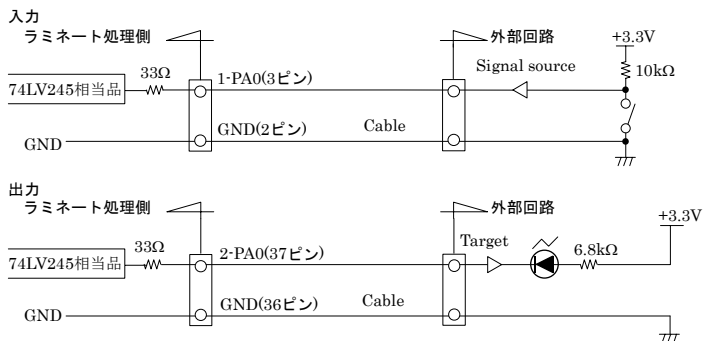 入力
ラミネート処理側
外部回路
+3.3V
33Ω
1-PA0(3ピン)
Signal source
10kΩ
74LV245相当品
GND
GND(2ピン)
Cable
出力
ラミネート処理側
外部回路
+3.3V
33Ω
2-PA0(37ピン)
Target
6.8kΩ
74LV245相当品
GND
GND(36ピン)
Cable